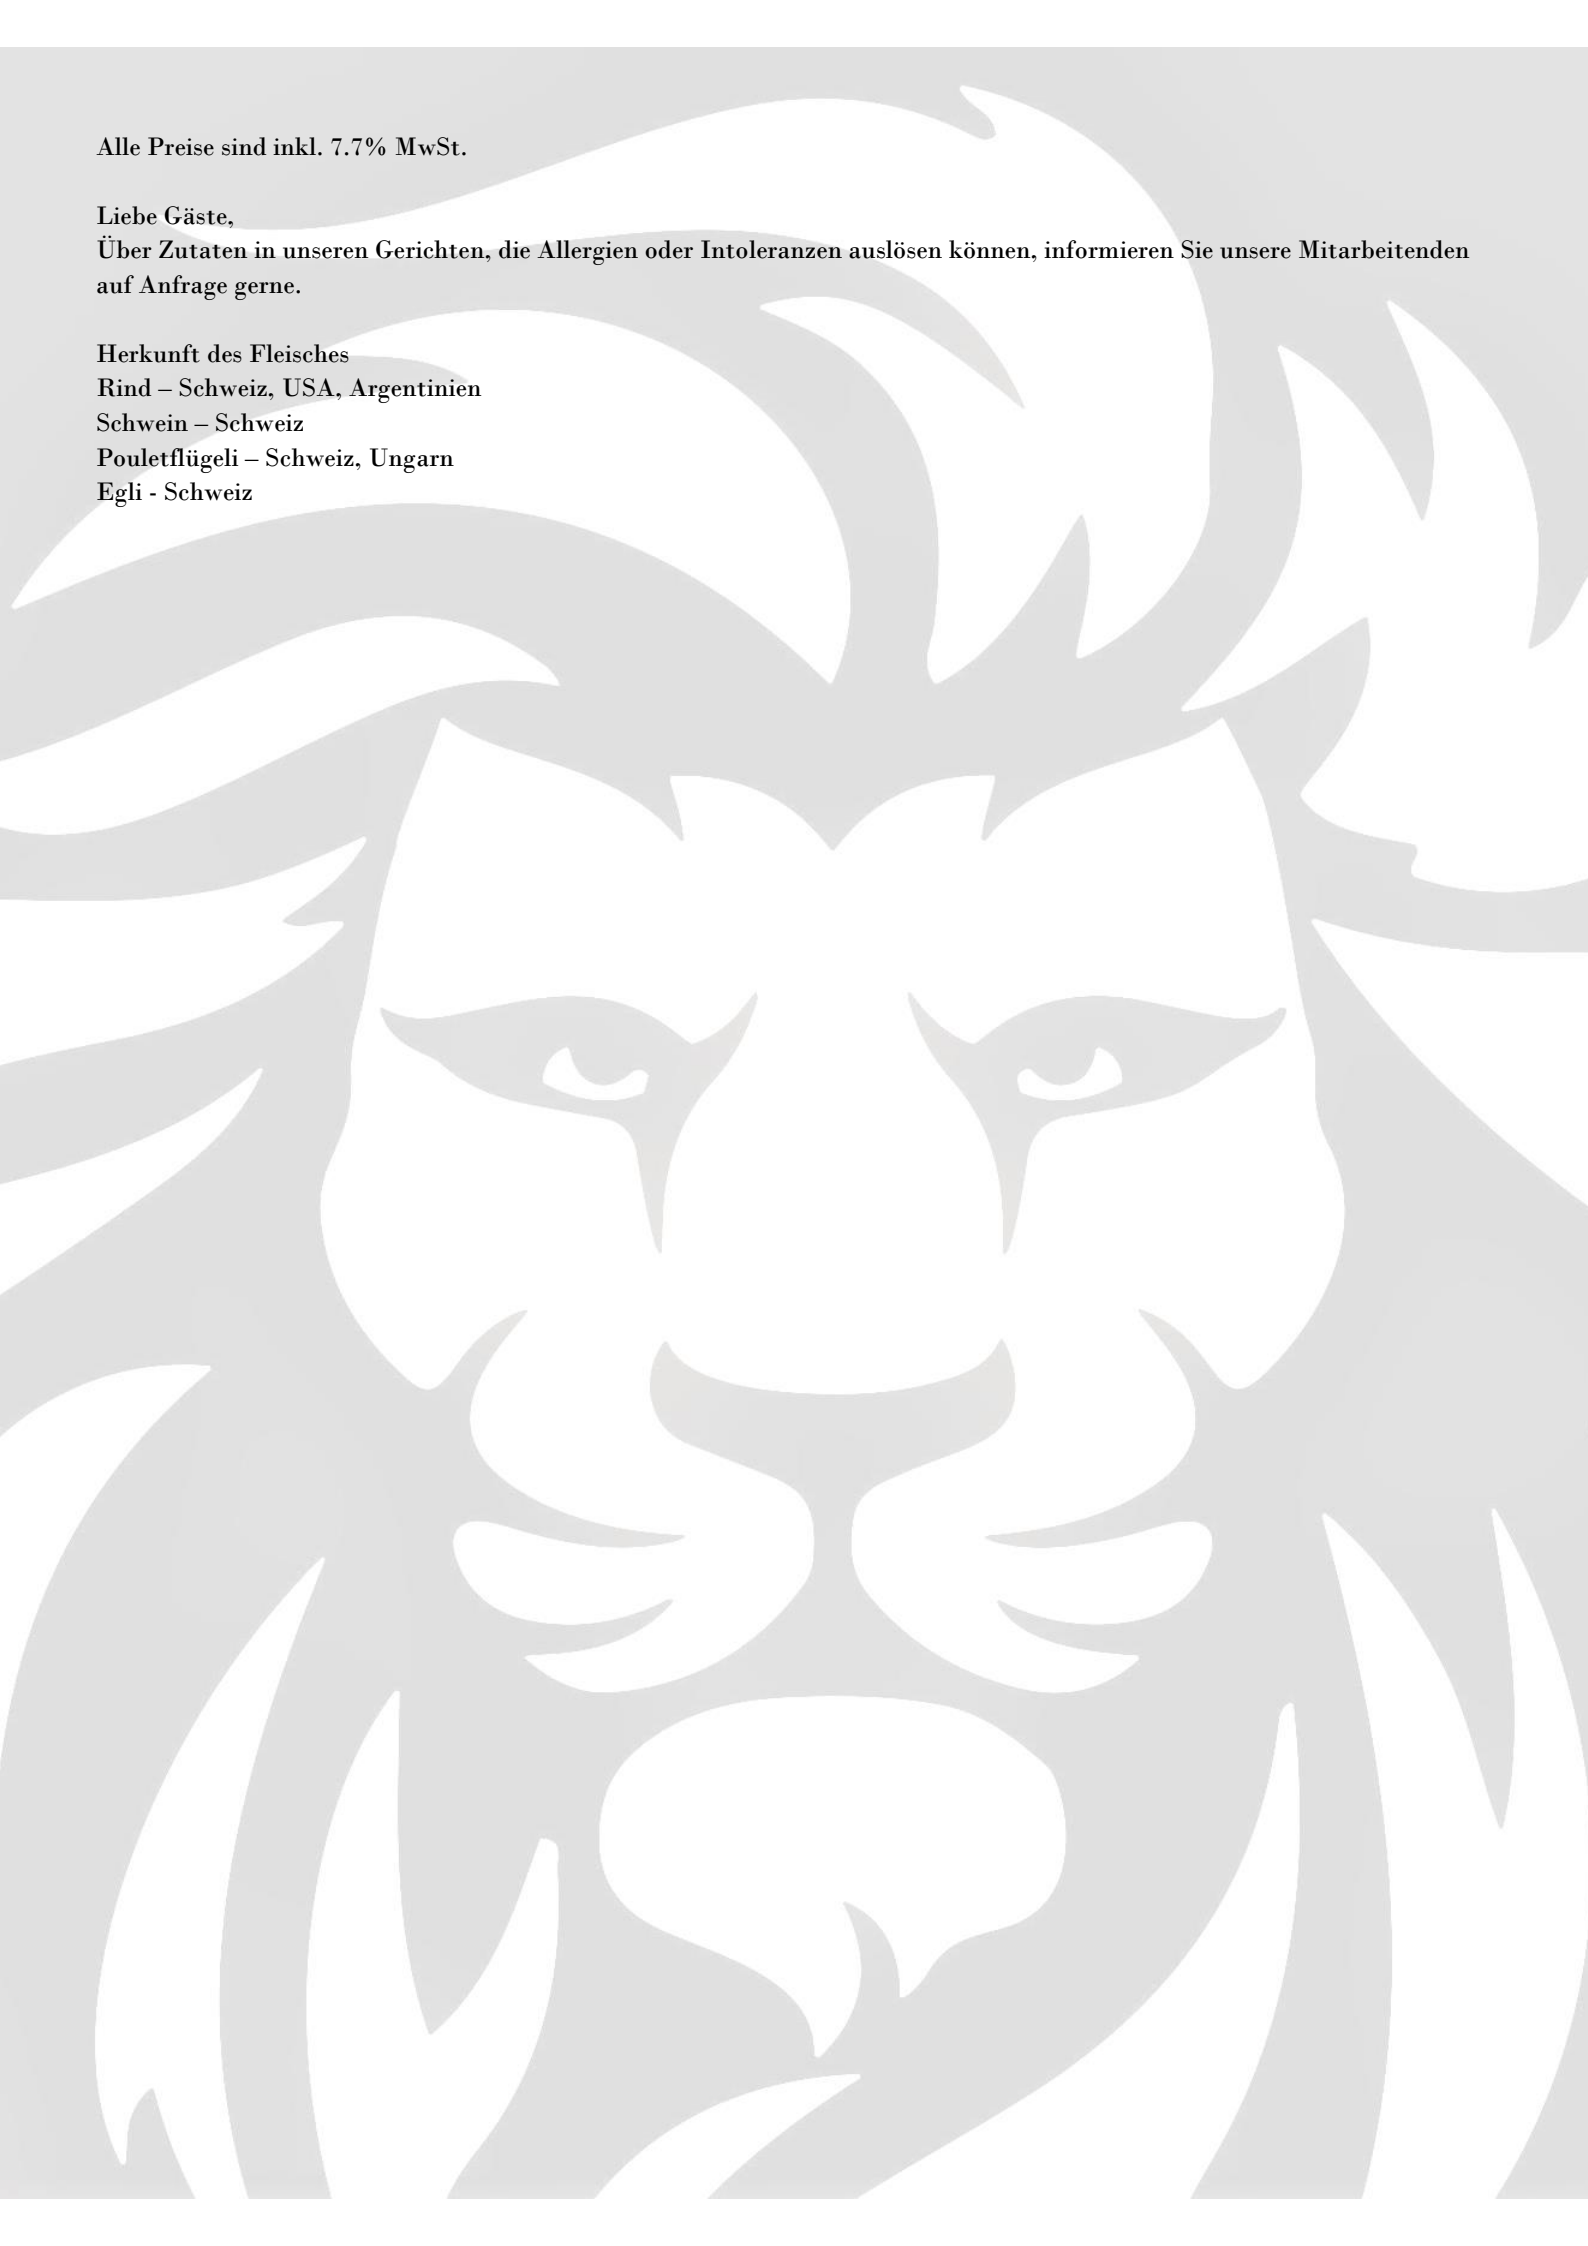 Alle Preise sind inkl. 7.7% MwSt.
Liebe Gäste,
Über Zutaten in unseren Gerichten, die Allergien oder Intoleranzen auslösen können, informieren Sie unsere Mitarbeitenden
auf Anfrage gerne.
Herkunft des Fleisches
Rind – Schweiz, USA, Argentinien
Schwein – Schweiz
Pouletflügeli – Schweiz, Ungarn
Egli - Schweiz